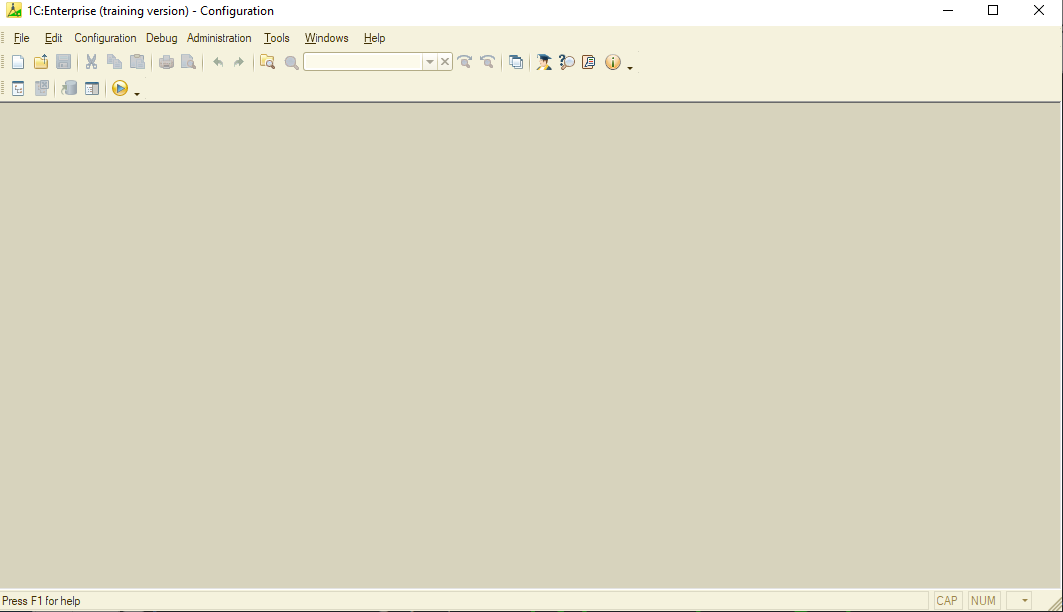 1C:Enterprise (training version) - Configuration
File Edit Configuration Debug Administration Tools Windows Help
Press F1 for help CAP NUM